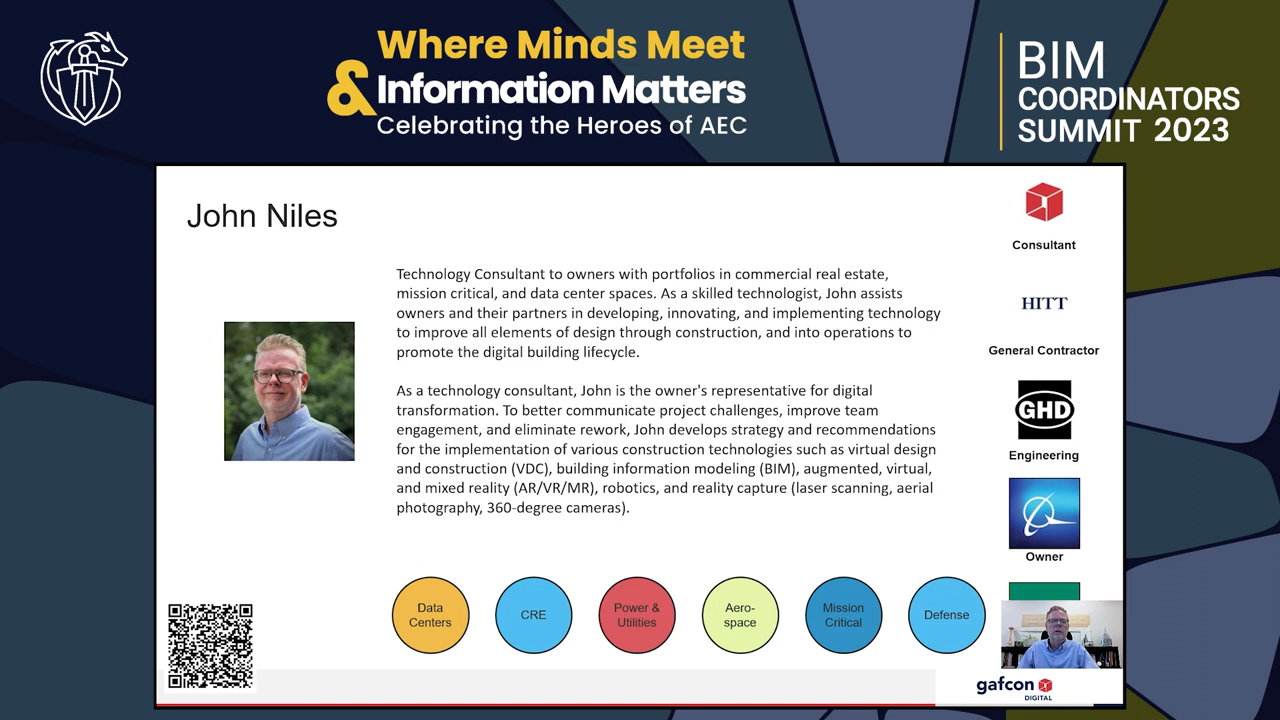 Where Minds Meet
& Information Matters
Celebrating the Heroes of AEC
BIM
COORDINATORS
SUMMIT 2023
John Niles
Technology Consultant to owners with portfolios in commercial real estate,
mission critical, and data center spaces. As a skilled technologist, John assists
owners and their partners in developing, innovating, and implementing technology
to improve all elements of design through construction, and into operations to
promote the digital building lifecycle.
As a technology consultant, John is the owner's representative for digital
transformation. To better communicate project challenges, improve team
engagement, and eliminate rework, John develops strategy and recommendations
for the implementation of various construction technologies such as virtual design
and construction (VDC), building information modeling (BIM), augmented, virtual,
and mixed reality (AR/VR/MR), robotics, and reality capture (laser scanning, aerial
photography, 360-degree cameras).
Consultant
HITT
General Contractor
GHD
Engineering
Owner
Data
Centers
CRE
Power &
Utilities
Aero-
space
Mission
Critical
Defense
gafcon
DIGITAL